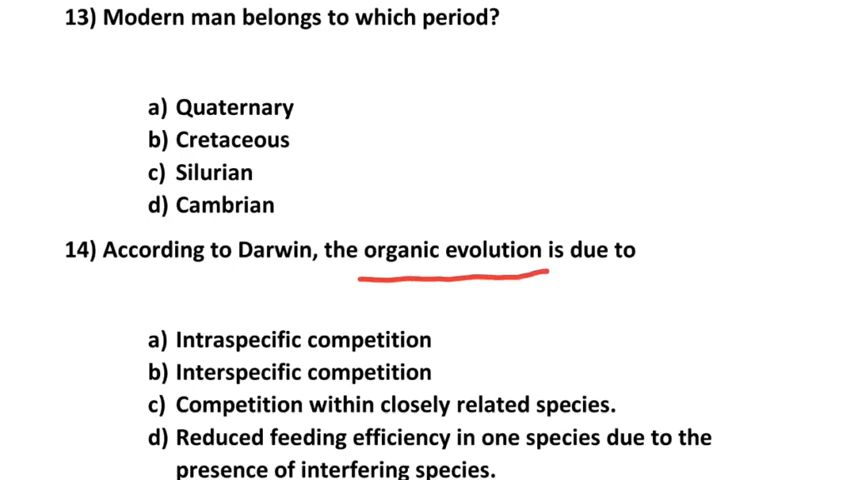 13) Modern man belongs to which period?
a) Quaternary
b) Cretaceous
c) Silurian
d) Cambrian
14) According to Darwin, the organic evolution is due to
a) Intraspecific competition
b) Interspecific competition
c) Competition within closely related species.
d) Reduced feeding efficiency in one species due to the
presence of interfering species.